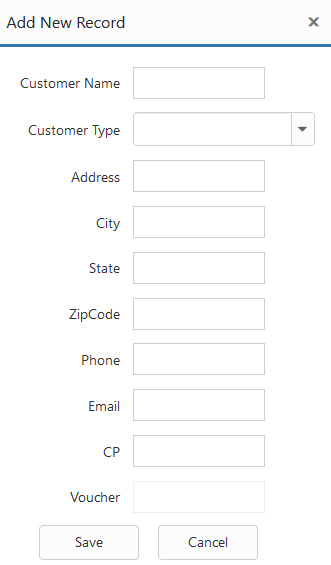 Add New Record
Customer Name
Customer Type
Address
City
State
ZipCode
Phone
Email
CP
Voucher
Save Cancel